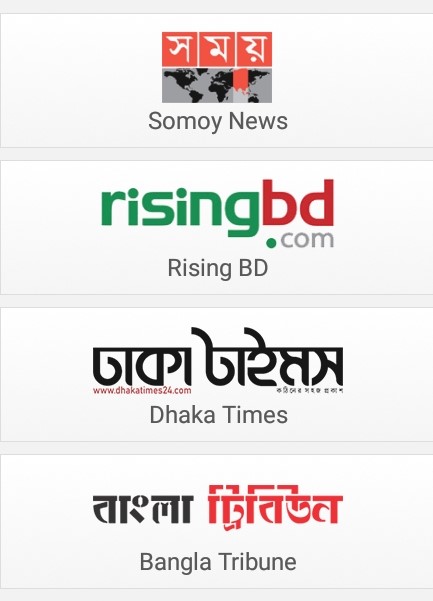 সময়
Somoy News
risingbd
.com
Rising BD
ঢাকা টাইমস
www.dhakatimes24.com কঠিনের সহজ প্রকাশ
Dhaka Times
বাংলা ট্রিবিউন
Bangla Tribune